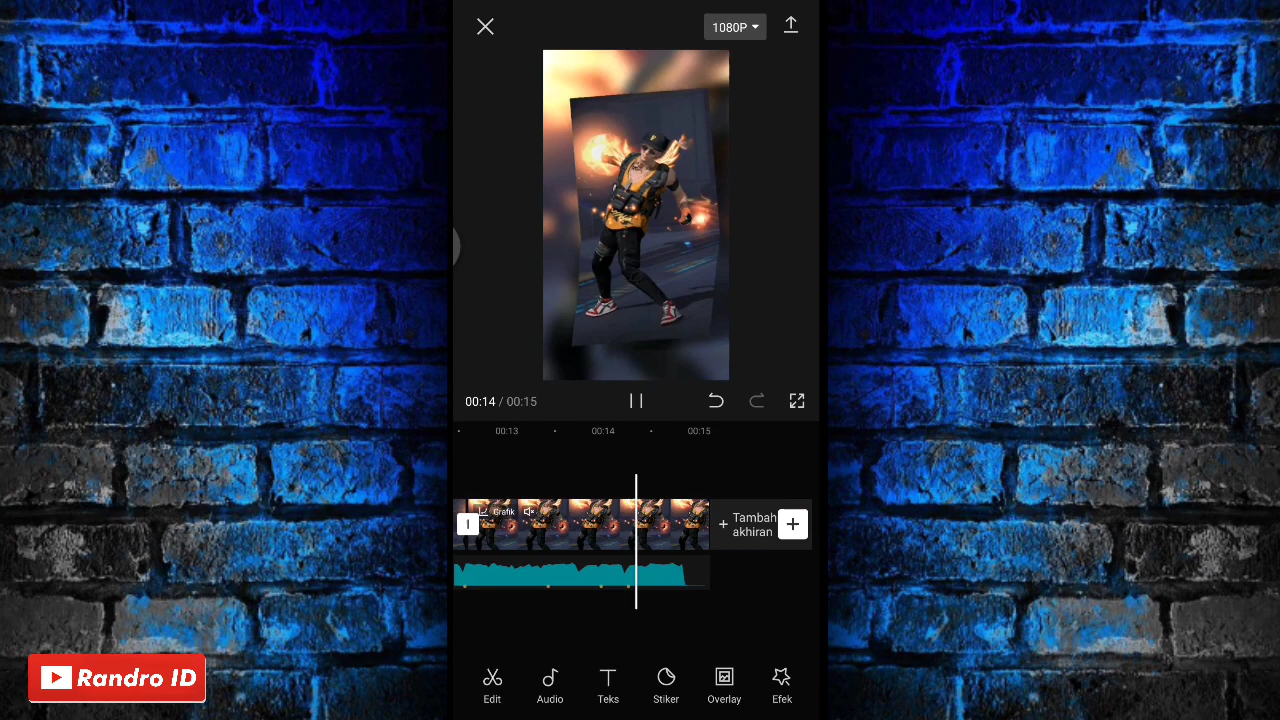 1080P
00:14 / 00:15
00:13
00:14
00:15
Grafik
+ Tambah
akhiran
Edit
Audio
Teks
Stiker
Overlay
Efek
Randro ID